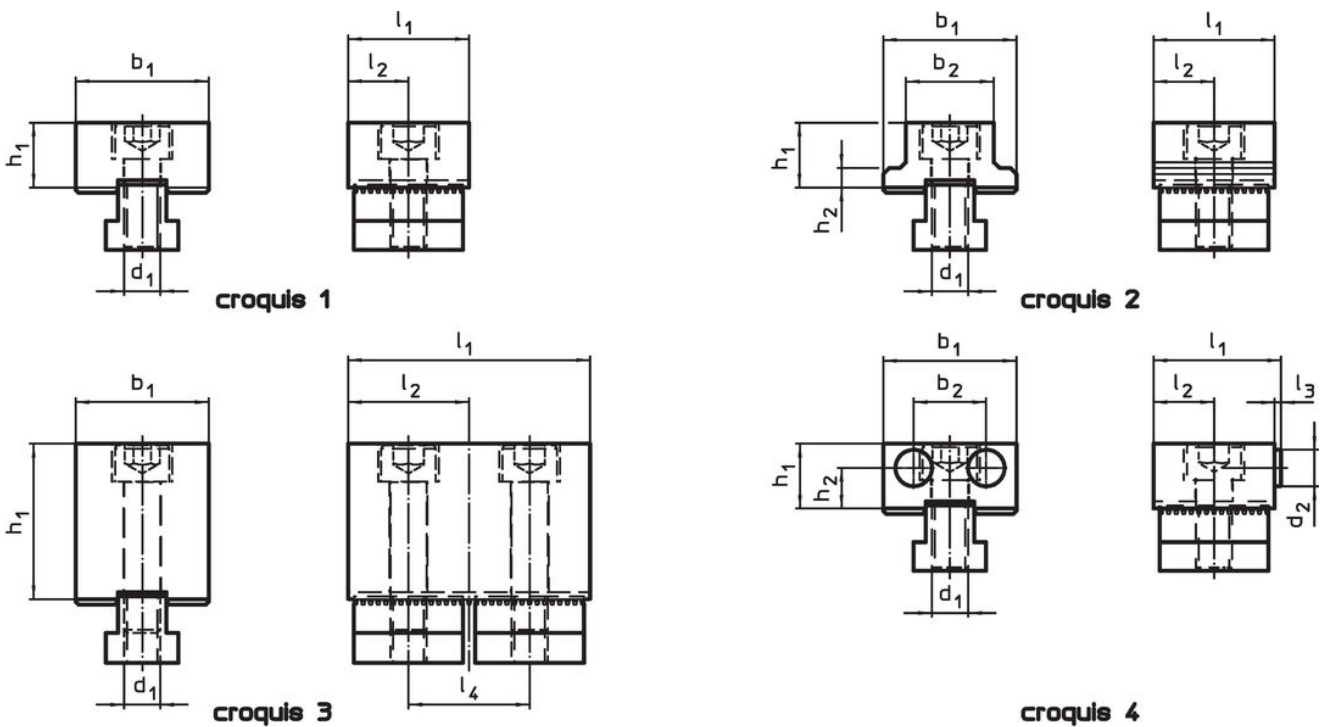 l1
b1
l2
h1
d1
croquis 1
b1
l1
b2
l2
h1
h2
d1
croquis 2
l1
b1
l2
h1
d1
l4
croquis 3
b1
l1
b2
l2
l3
h1
h2
d2
d1
croquis 4